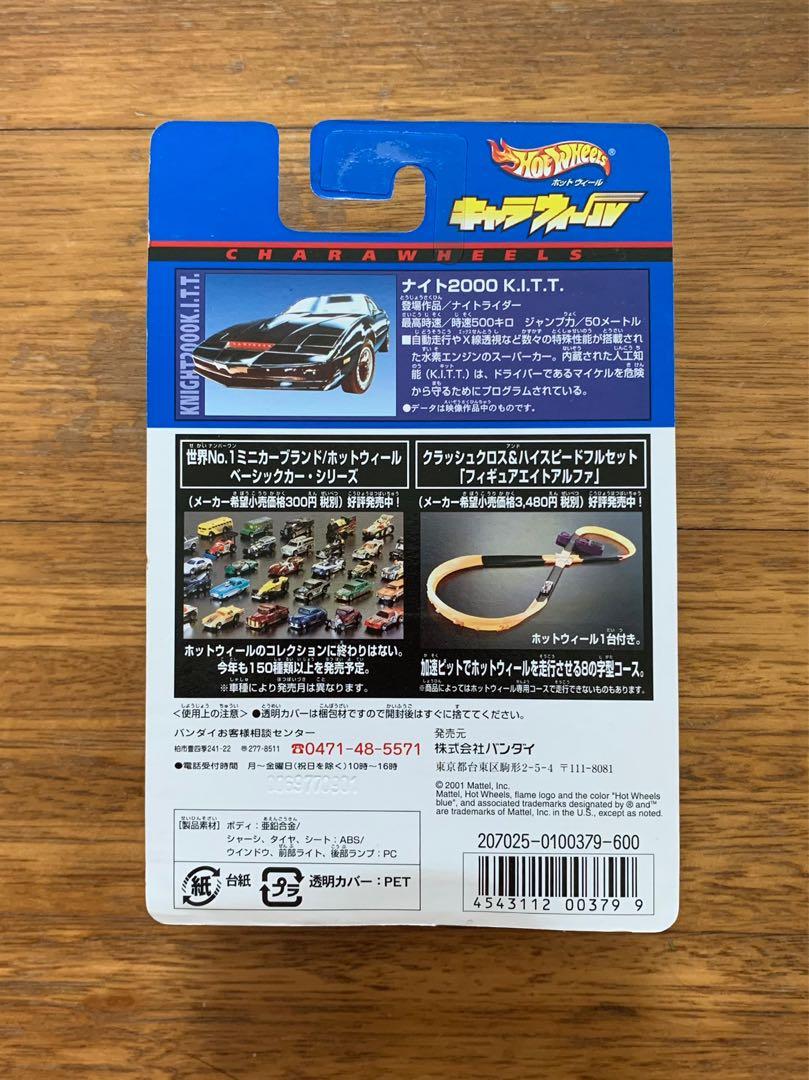 HOT WHEELS®
ホットウィール
キャラウィール
CHARAWHEELS
KNIGHT2000K.I.T.T.
ナイト2000 K.I.T.T.
登場作品／ナイトライダー
最高時速／時速500キロ ジャンプ力／50メートル
■自動走行やX線透視など数々の特殊性能が搭載され
た水素エンジンのスーパーカー。内蔵された人工知
能（K.I.T.T.）は、ドライバーであるマイケルを危険
から守るためにプログラムされている。
●データは映像作品中のものです。
世界No.1ミニカーブランド/ホットウィール
ベーシックカー・シリーズ
（メーカー希望小売価格300円 税別）好評発売中！
ホットウィールのコレクションに終わりはない。
今年も150種類以上を発売予定。
※車種により発売月は異なります。
クラッシュクロス&ハイスピードフルセット
「フィギュアエイトアルファ」
（メーカー希望小売価格3,480円 税別）好評発売中！
ホットウィール1台付き。
加速ピットでホットウィールを走行させる8の字型コース。
※商品によってはホットウィール専用コースで走行できないものもあります。
＜使用上の注意＞ ●透明カバーは梱包材ですので開封後はすぐに捨ててください。
バンダイお客様相談センター
柏市豊四季241-22 〒277-8511 ☎0471-48-5571
●電話受付時間 月～金曜日(祝日を除く)10時～16時
発売元
株式会社バンダイ
東京都台東区駒形2-5-4 〒111-8081
© 2001 Mattel, Inc.
Mattel, Hot Wheels, flame logo and the color "Hot Wheels
blue", and associated trademarks designated by ® and™
are trademarks of Mattel, Inc. in the U.S., except as noted.
［製品素材］ ボディ：亜鉛合金/
シャーシ、タイヤ、シート：ABS/
ウインドウ、前部ライト、後部ランプ：PC
紙 台紙 プラ 透明カバー：PET
207025-0100379-600
4543112 00379 9